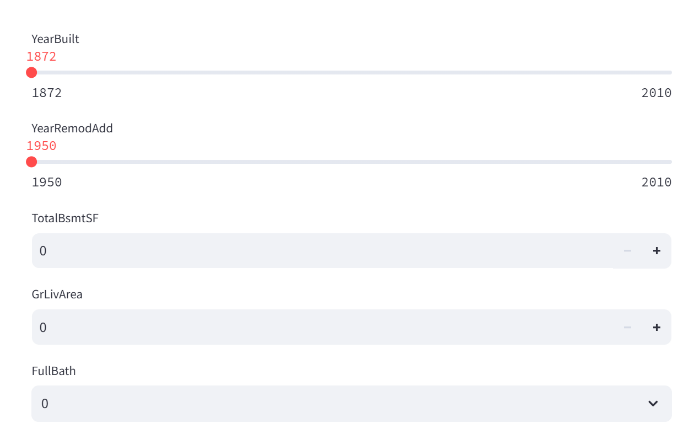 YearBuilt
1872
1872 2010
YearRemodAdd
1950
1950 2010
TotalBsmtSF
0 − +
GrLivArea
0 − +
FullBath
0